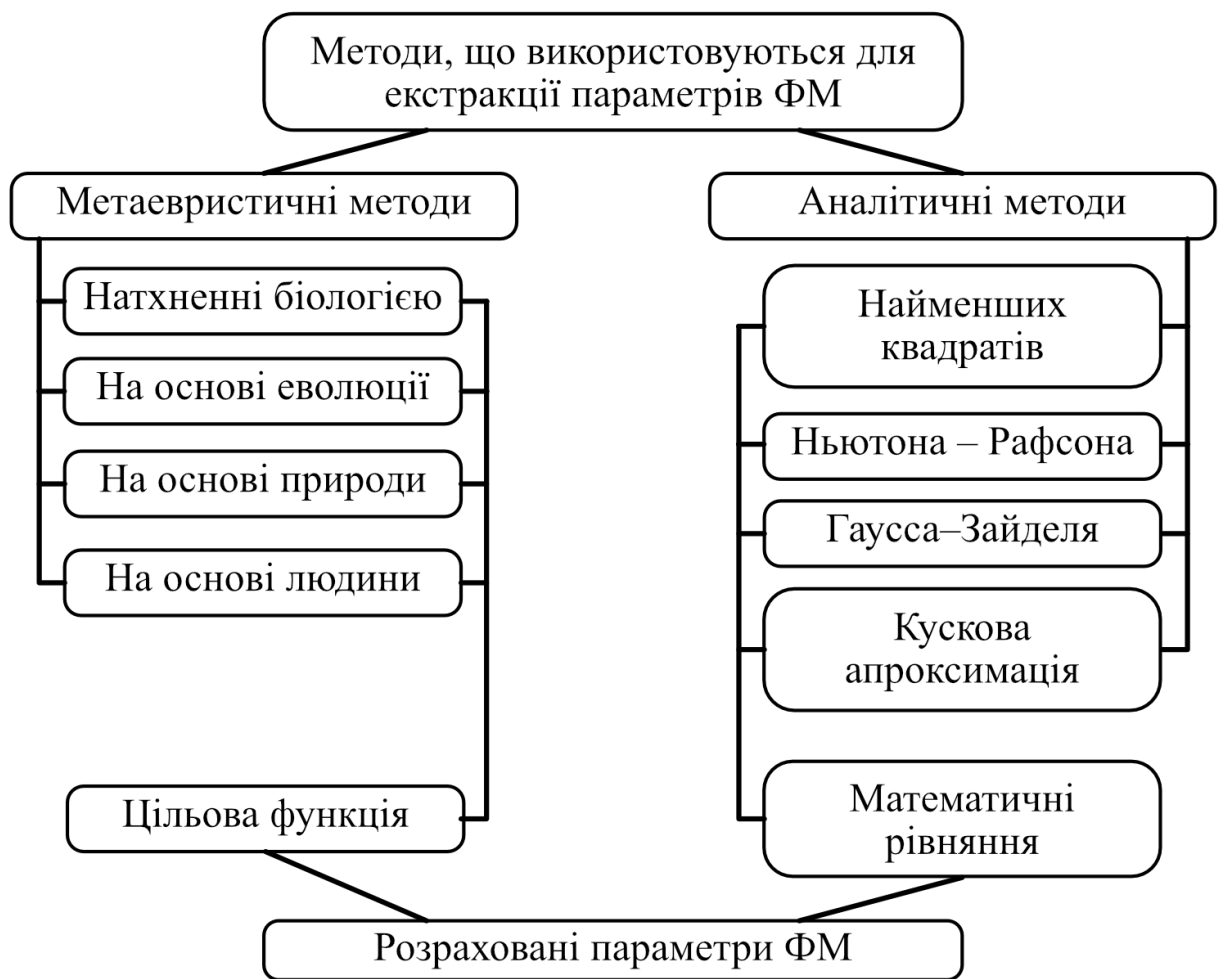 Методи, що використовуються для
екстракції параметрів ФМ
Метаевристичні методи
Натхненні біологією
На основі еволюції
На основі природи
На основі людини
Цільова функція
Аналітичні методи
Найменших
квадратів
Ньютона – Рафсона
Гаусса–Зайделя
Кускова
апроксимація
Математичні
рівняння
Розраховані параметри ФМ